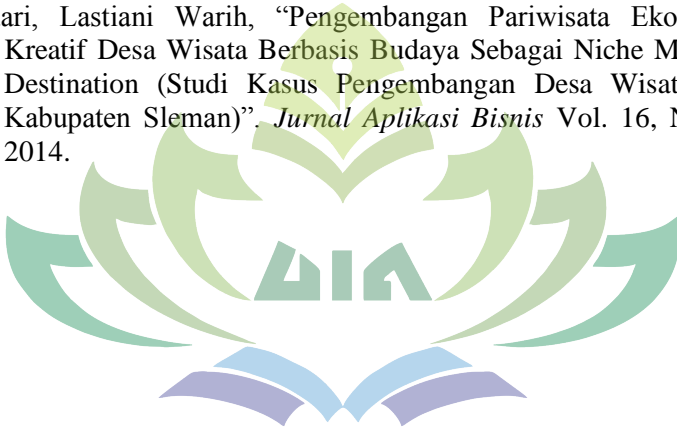 ari, Lastiani Warih, “Pengembangan Pariwisata Eko
Kreatif Desa Wisata Berbasis Budaya Sebagai Niche M
Destination (Studi Kasus Pengembangan Desa Wisat
Kabupaten Sleman)”. Jurnal Aplikasi Bisnis Vol. 16, N
2014.
UIN